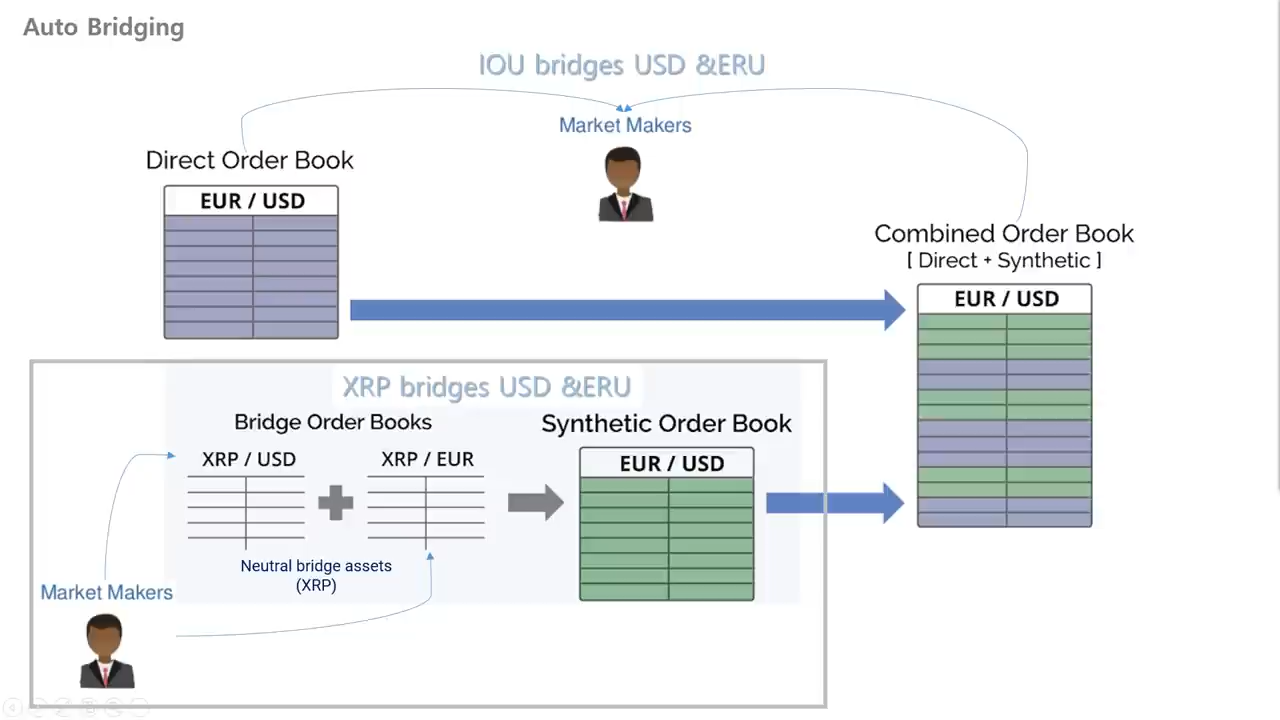 Auto Bridging
IOU bridges USD &ERU
Market Makers
Direct Order Book
EUR / USD
Combined Order Book
[ Direct + Synthetic ]
EUR / USD
XRP bridges USD &ERU
Bridge Order Books
Synthetic Order Book
XRP / USD
XRP / EUR
EUR / USD
Neutral bridge assets
(XRP)
Market Makers